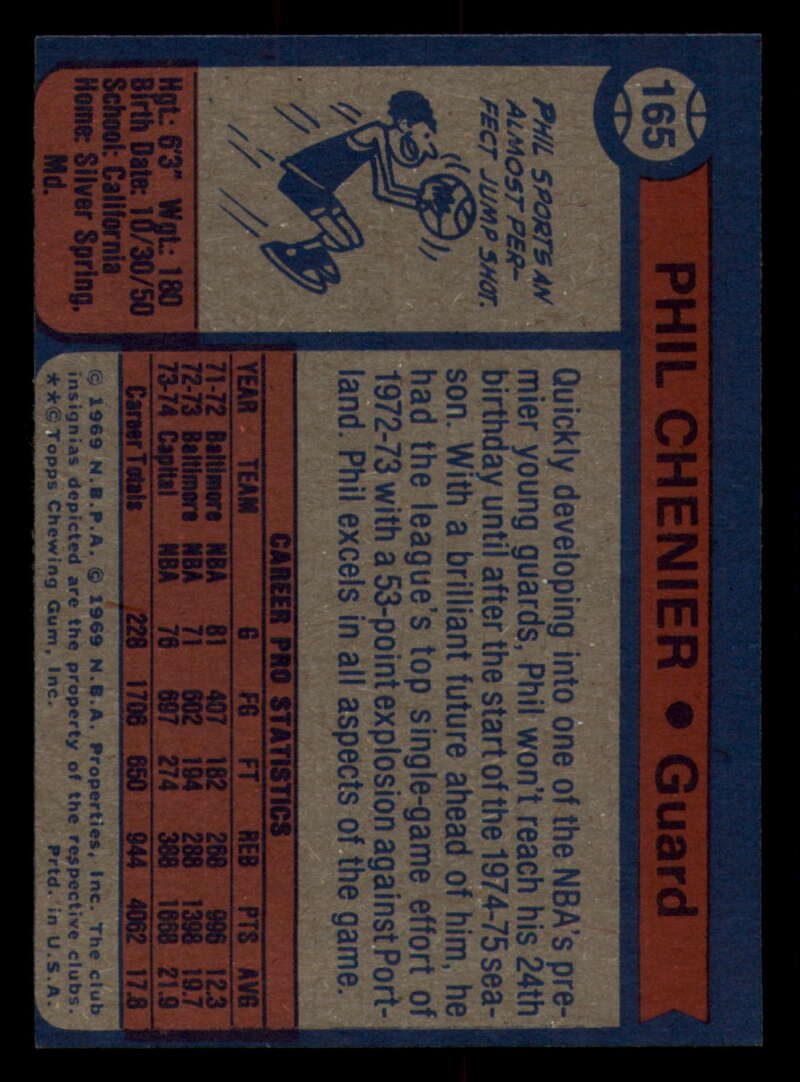 165
PHIL CHENIER • Guard
PHIL SPORTS AN
ALMOST PER-
FECT JUMP SHOT.
Hgt.: 6'3" Wgt.: 180
Birth Date: 10/30/50
School: California
Home: Silver Spring,
Md.
Quickly developing into one of the NBA's pre-
mier young guards, Phil won't reach his 24th
birthday until after the start of the 1974-75 sea-
son. With a brilliant future ahead of him, he
had the league's top single-game effort of
1972-73 with a 53-point explosion against Port-
land. Phil excels in all aspects of the game.
CAREER PRO STATISTICS
YEAR TEAM G FG FT REB PTS AVG
71-72 Baltimore NBA 81 407 182 268 996 12.3
72-73 Baltimore NBA 71 602 194 288 1398 19.7
73-74 Capital NBA 76 697 274 388 1668 21.9
Career Totals 228 1706 650 944 4062 17.8
© 1969 N.B.P.A. © 1969 N.B.A. Properties, Inc. The club
insignias depicted are the property of the respective clubs.
**© Topps Chewing Gum, Inc. Prtd. in U.S.A.